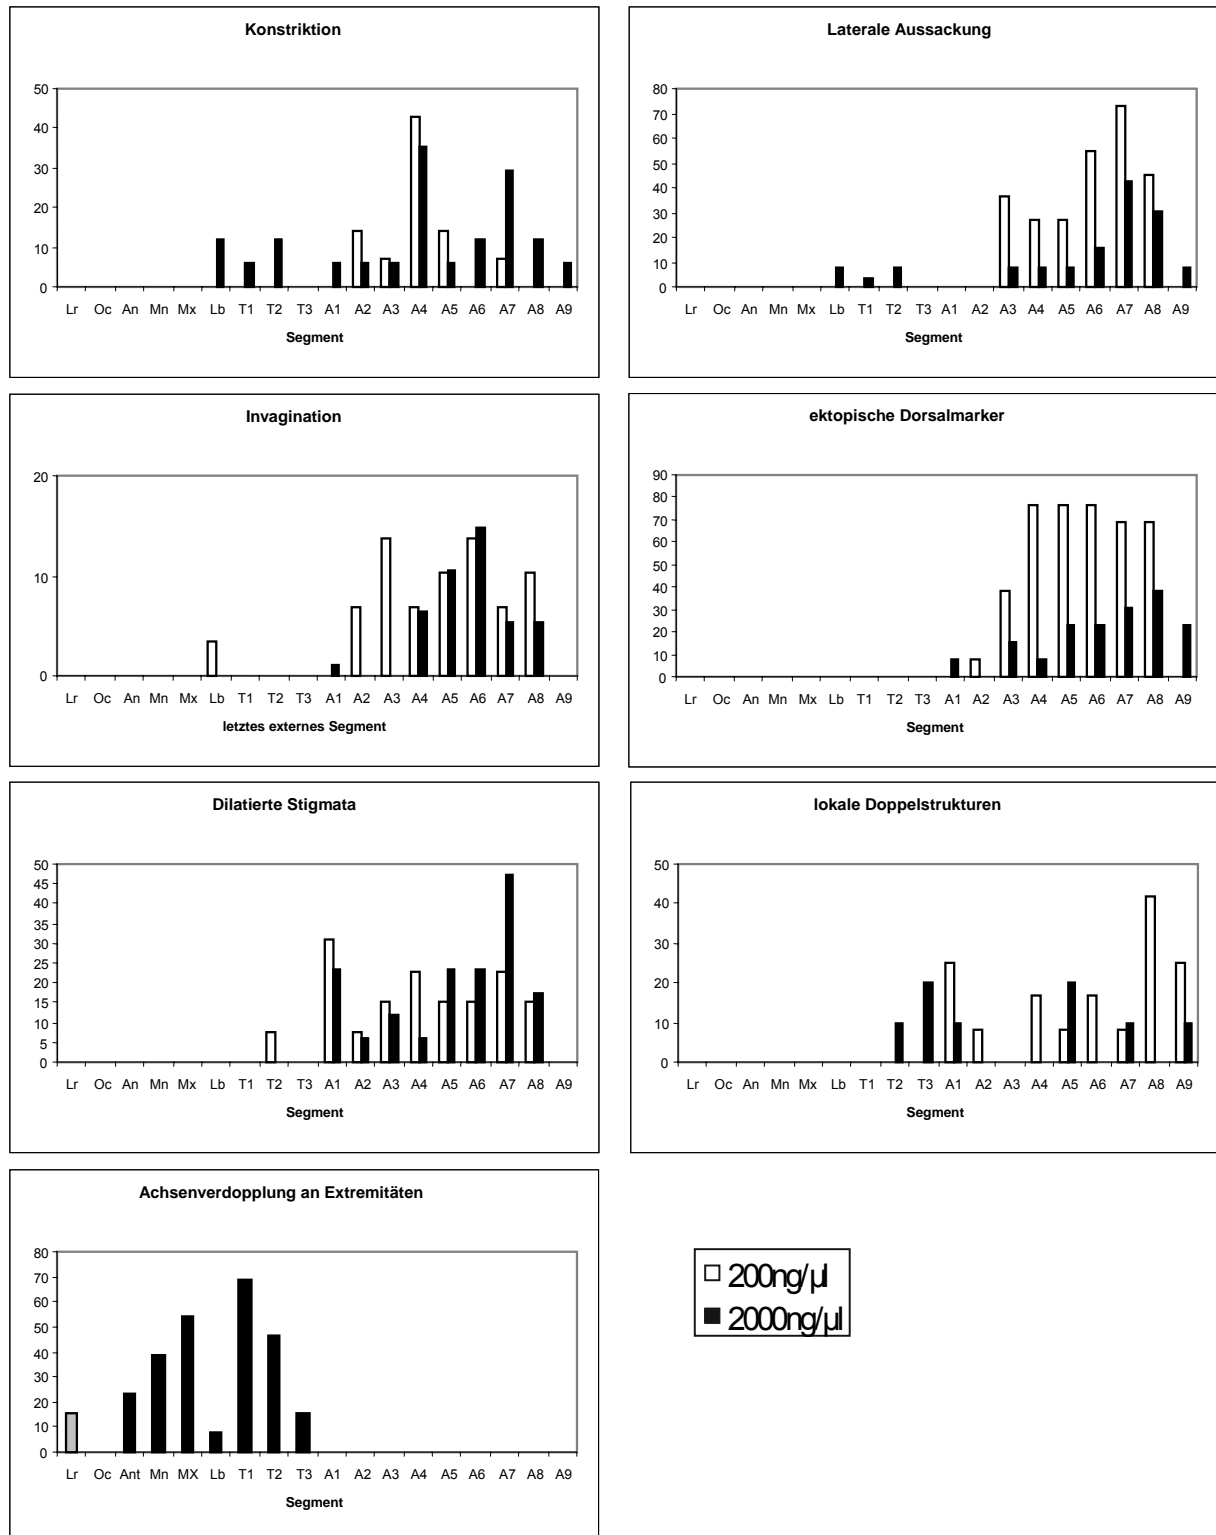 Konstriktion
50
40
30
20
10
0
Lr Oc An Mn Mx Lb T1 T2 T3 A1 A2 A3 A4 A5 A6 A7 A8 A9
Segment
Laterale Aussackung
80
70
60
50
40
30
20
10
0
Lr Oc An Mn Mx Lb T1 T2 T3 A1 A2 A3 A4 A5 A6 A7 A8 A9
Segment
Invagination
20
10
0
Lr Oc An Mn Mx Lb T1 T2 T3 A1 A2 A3 A4 A5 A6 A7 A8 A9
letztes externes Segment
ektopische Dorsalmarker
90
80
70
60
50
40
30
20
10
0
Lr Oc An Mn Mx Lb T1 T2 T3 A1 A2 A3 A4 A5 A6 A7 A8 A9
Segment
Dilatierte Stigmata
50
45
40
35
30
25
20
15
10
5
0
Lr Oc An Mn Mx Lb T1 T2 T3 A1 A2 A3 A4 A5 A6 A7 A8 A9
Segment
lokale Doppelstrukturen
50
40
30
20
10
0
Lr Oc An Mn Mx Lb T1 T2 T3 A1 A2 A3 A4 A5 A6 A7 A8 A9
Segment
Achsenverdopplung an Extremitäten
80
70
60
50
40
30
20
10
0
Lr Oc Ant Mn MX Lb T1 T2 T3 A1 A2 A3 A4 A5 A6 A7 A8 A9
Segment
200ng/µl
2000ng/µl